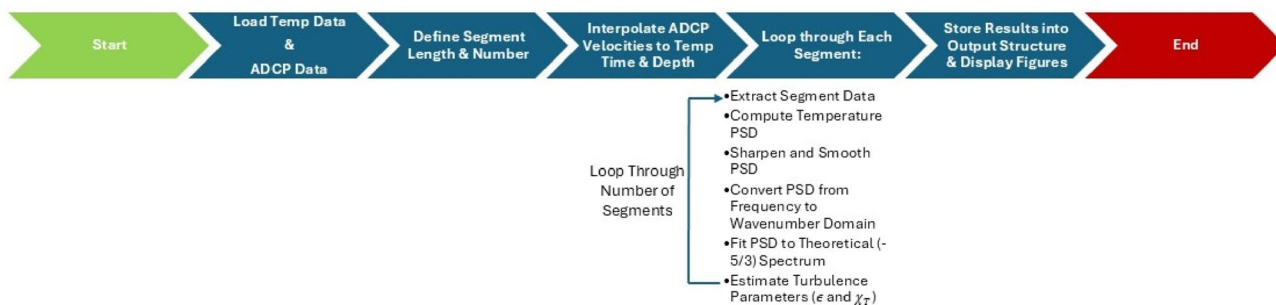 Start
Load Temp Data
&
ADCP Data
Define Segment
Length & Number
Interpolate ADCP
Velocities to Temp
Time & Depth
Loop through Each
Segment:
Store Results into
Output Structure
& Display Figures
End
•Extract Segment Data
•Compute Temperature
PSD
•Sharpen and Smooth
PSD
•Convert PSD from
Frequency to
Wavenumber Domain
•Fit PSD to Theoretical (-
5/3) Spectrum
•Estimate Turbulence
Parameters (ϵ and χ_T)
Loop Through
Number of
Segments